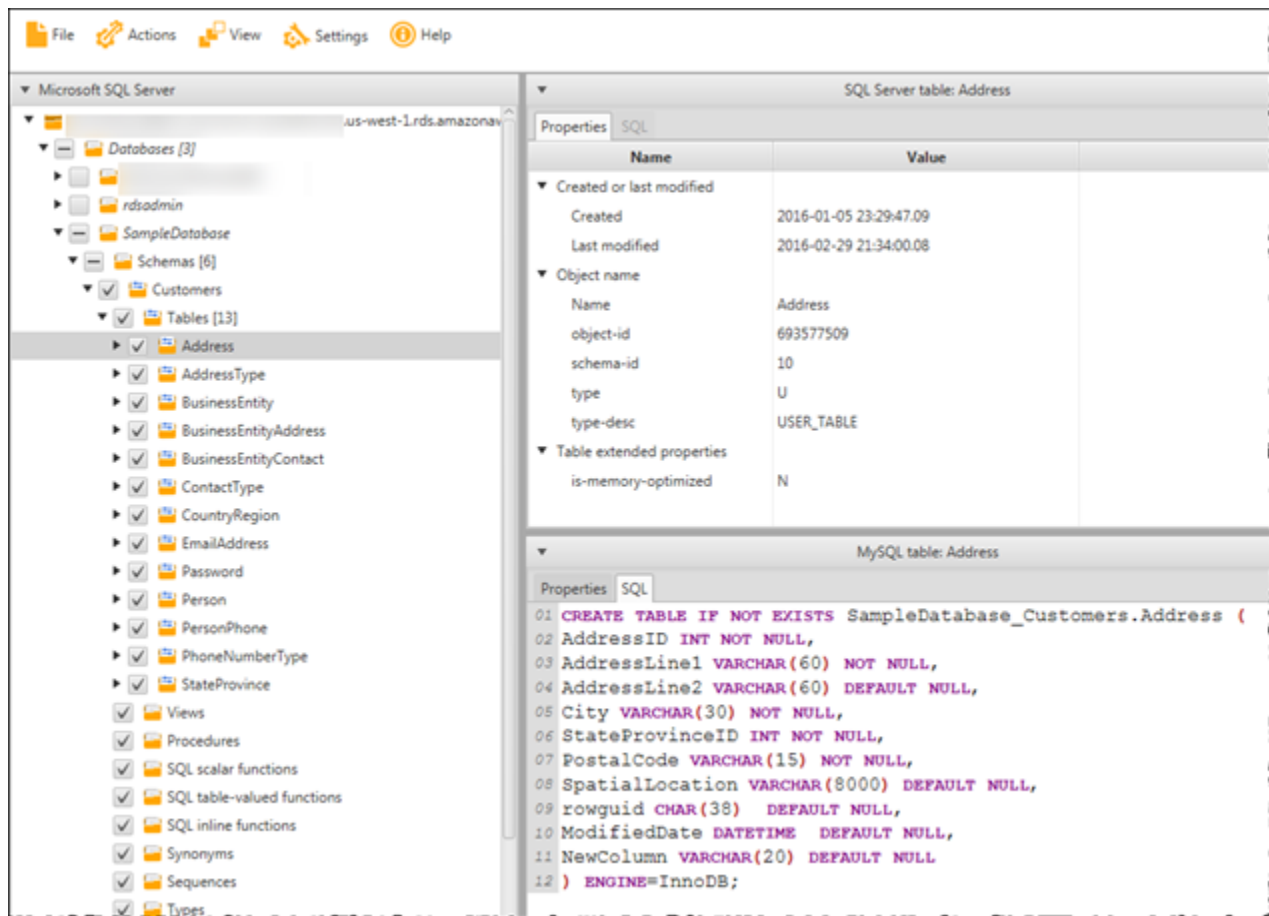 File Actions View Settings Help
Microsoft SQL Server
.us-west-1.rds.amazonaw
Databases [3]
rdsadmin
SampleDatabase
Schemas [6]
Customers
Tables [13]
Address
AddressType
BusinessEntity
BusinessEntityAddress
BusinessEntityContact
ContactType
CountryRegion
EmailAddress
Password
Person
PersonPhone
PhoneNumberType
StateProvince
Views
Procedures
SQL scalar functions
SQL table-valued functions
SQL inline functions
Synonyms
Sequences
Types
SQL Server table: Address
Properties SQL
Name Value
Created or last modified
Created 2016-01-05 23:29:47.09
Last modified 2016-02-29 21:34:00.08
Object name
Name Address
object-id 693577509
schema-id 10
type U
type-desc USER_TABLE
Table extended properties
is-memory-optimized N
MySQL table: Address
Properties SQL
01 CREATE TABLE IF NOT EXISTS SampleDatabase_Customers.Address (
02 AddressID INT NOT NULL,
03 AddressLine1 VARCHAR(60) NOT NULL,
04 AddressLine2 VARCHAR(60) DEFAULT NULL,
05 City VARCHAR(30) NOT NULL,
06 StateProvinceID INT NOT NULL,
07 PostalCode VARCHAR(15) NOT NULL,
08 SpatialLocation VARCHAR(8000) DEFAULT NULL,
09 rowguid CHAR(38) DEFAULT NULL,
10 ModifiedDate DATETIME DEFAULT NULL,
11 NewColumn VARCHAR(20) DEFAULT NULL
12 ) ENGINE=InnoDB;